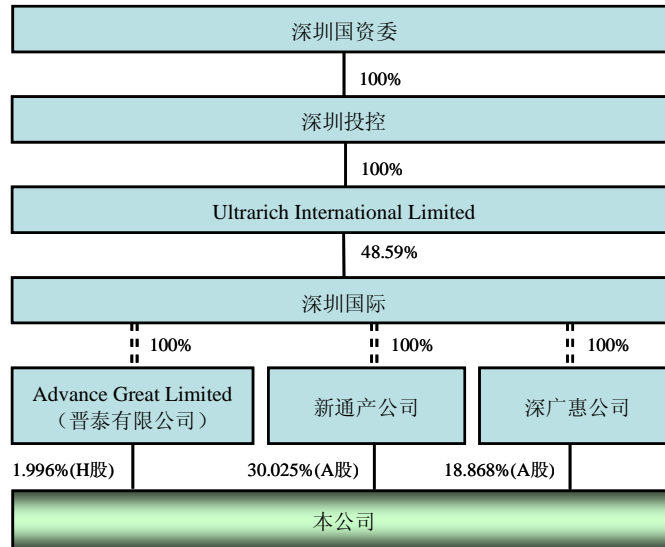 深圳国资委
100%
深圳投控
100%
Ultrarich International Limited
48.59%
深圳国际
100%
100%
100%
Advance Great Limited
（晋泰有限公司）
新通产公司
深广惠公司
1.996%(H股)
30.025%(A股)
18.868%(A股)
本公司